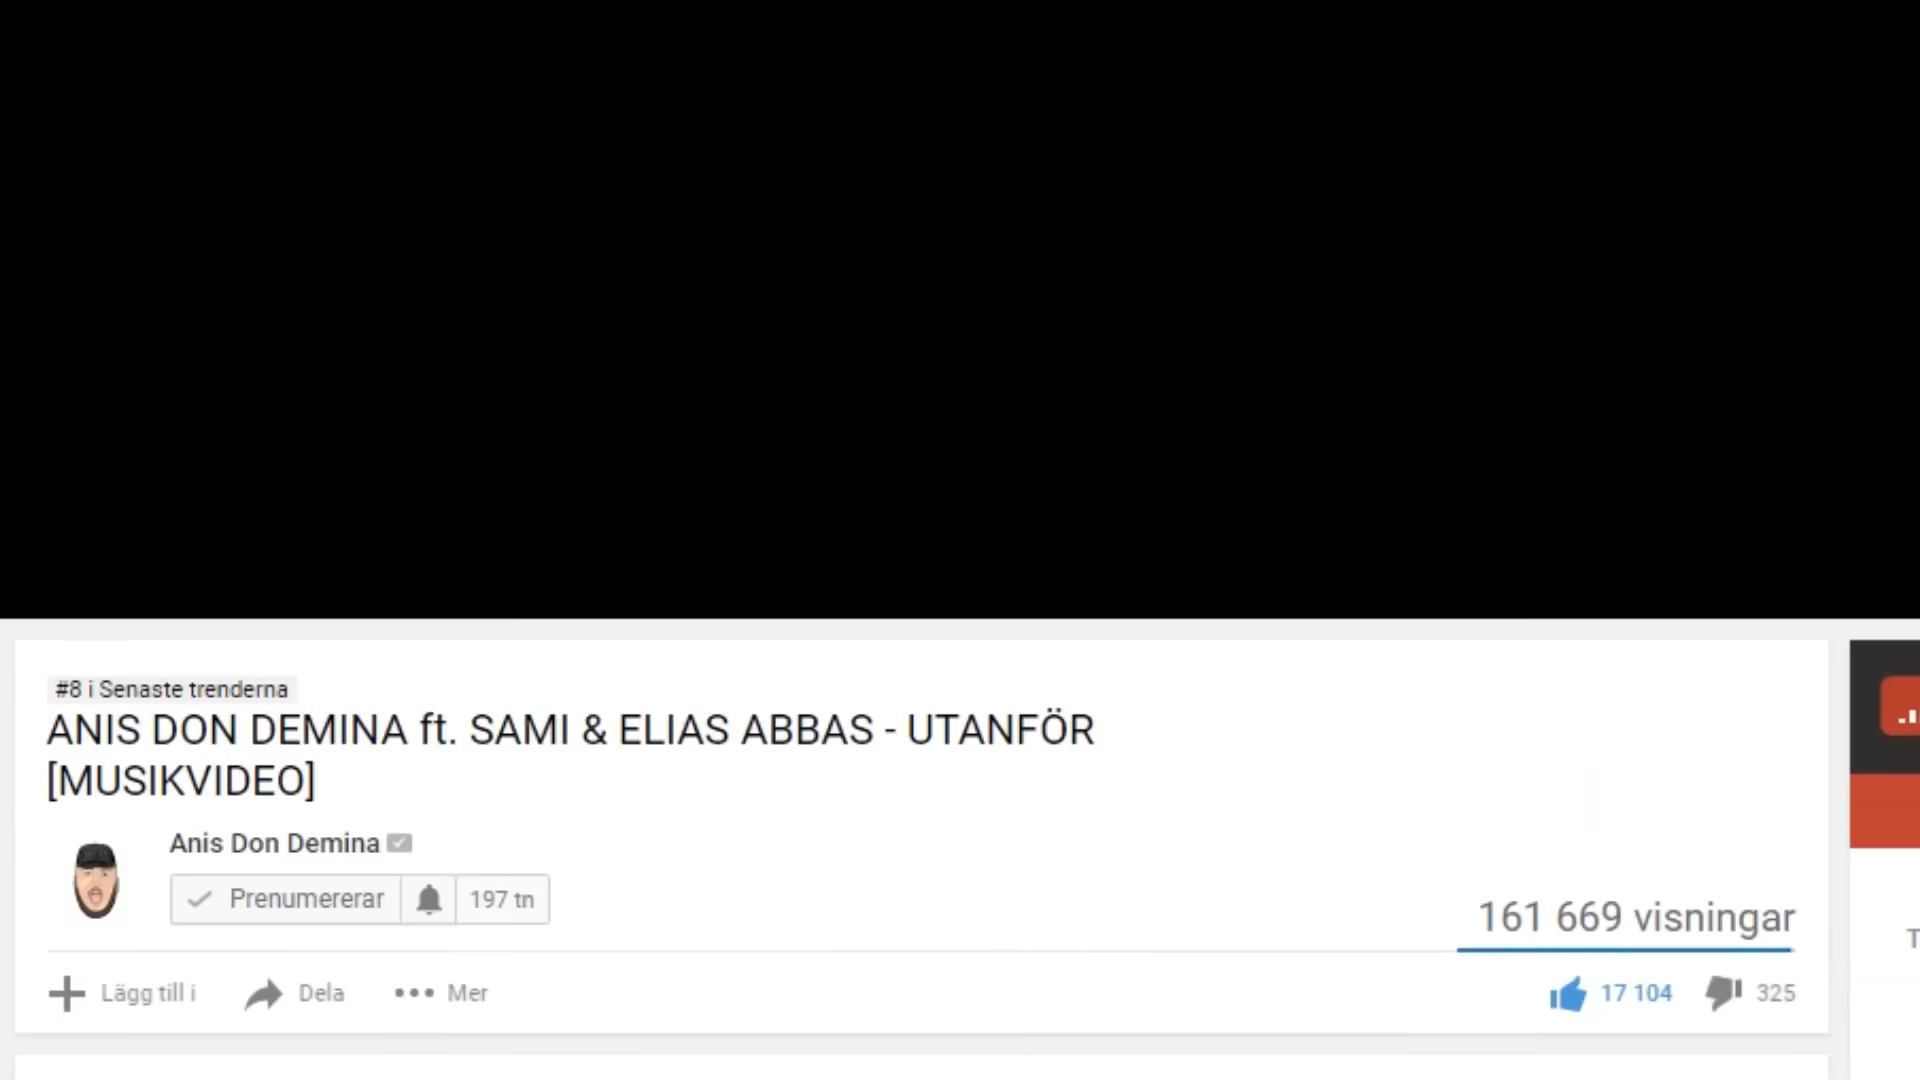 #8 i Senaste trenderna
ANIS DON DEMINA ft. SAMI & ELIAS ABBAS - UTANFÖR
[MUSIKVIDEO]
Anis Don Demina
Prenumererar 197 tn
161 669 visningar
Lägg till i Dela Mer 17 104 325